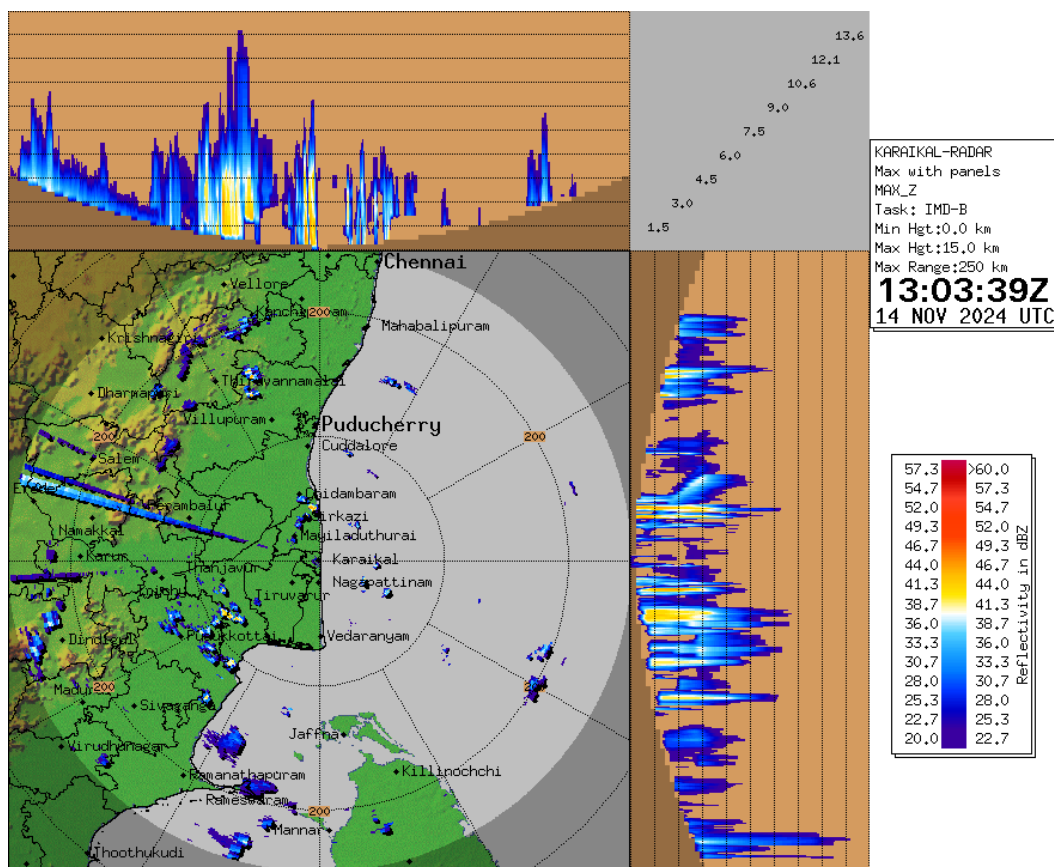 13.6
12.1
10.6
9.0
7.5
6.0
4.5
3.0
1.5
KARAIKAL-RADAR
Max with panels
MAX_Z
Task: IMD-B
Min Hgt:0.0 km
Max Hgt:15.0 km
Max Range:250 km
13:03:39Z
14 NOV 2024 UTC
Chennai
Vellore
200
Mahabalipuram
Krishnagiri
Thiruvannamalai
Dharmapuri
Villupuram
Puducherry
200
200
Cuddalore
Salem
Chidambaram
Perambalur
Sirkazi
Namakkal
Mayiladuthurai
Karur
Karaikal
Thanjavur
Nagapattinam
Tiruvarur
Dindigul
Pudukkottai
Vedaranyam
200
Sivaganga
Jaffna
Virudhunagar
Killinochchi
Ramanathapuram
Rameswaram
200
Mannar
Thoothukudi
57.3 >60.0
54.7 57.3
52.0 54.7
49.3 52.0
46.7 49.3
44.0 46.7
41.3 44.0
38.7 41.3
36.0 38.7
33.3 36.0
30.7 33.3
28.0 30.7
25.3 28.0
22.7 25.3
20.0 22.7
Reflectivity in dBZ